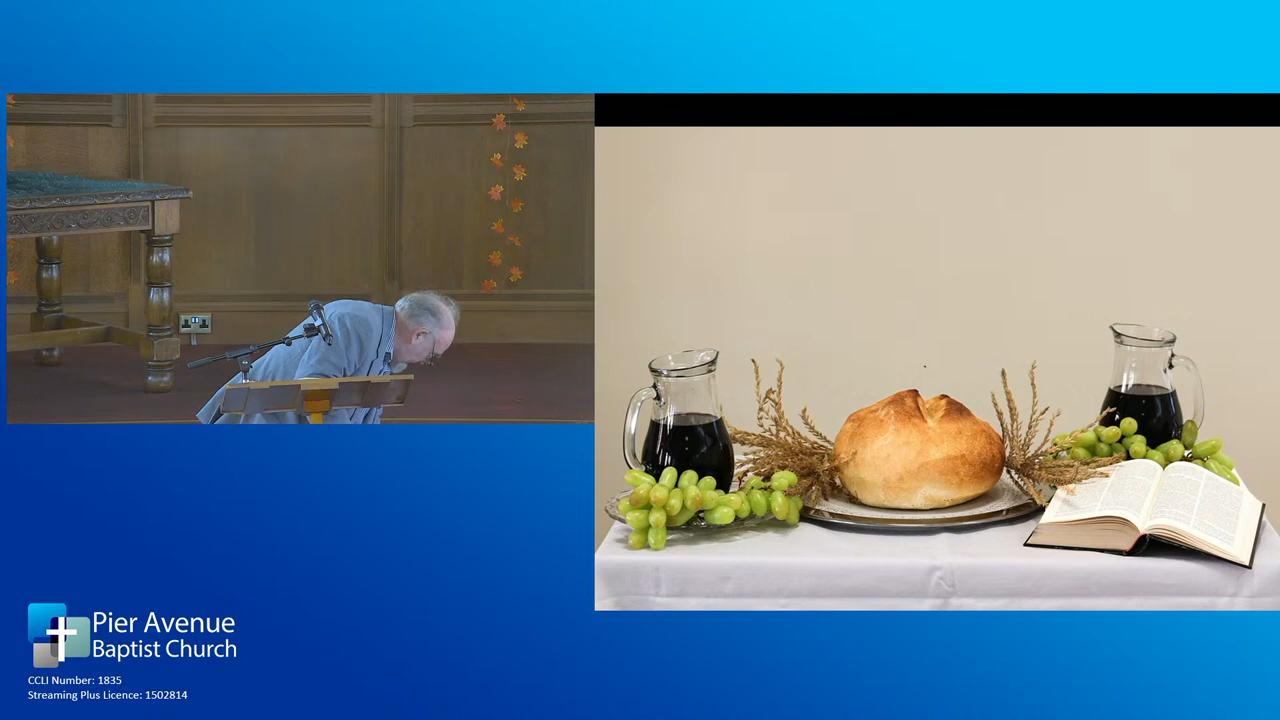 Pier Avenue
Baptist Church
CCLI Number: 1835
Streaming Plus Licence: 1502814